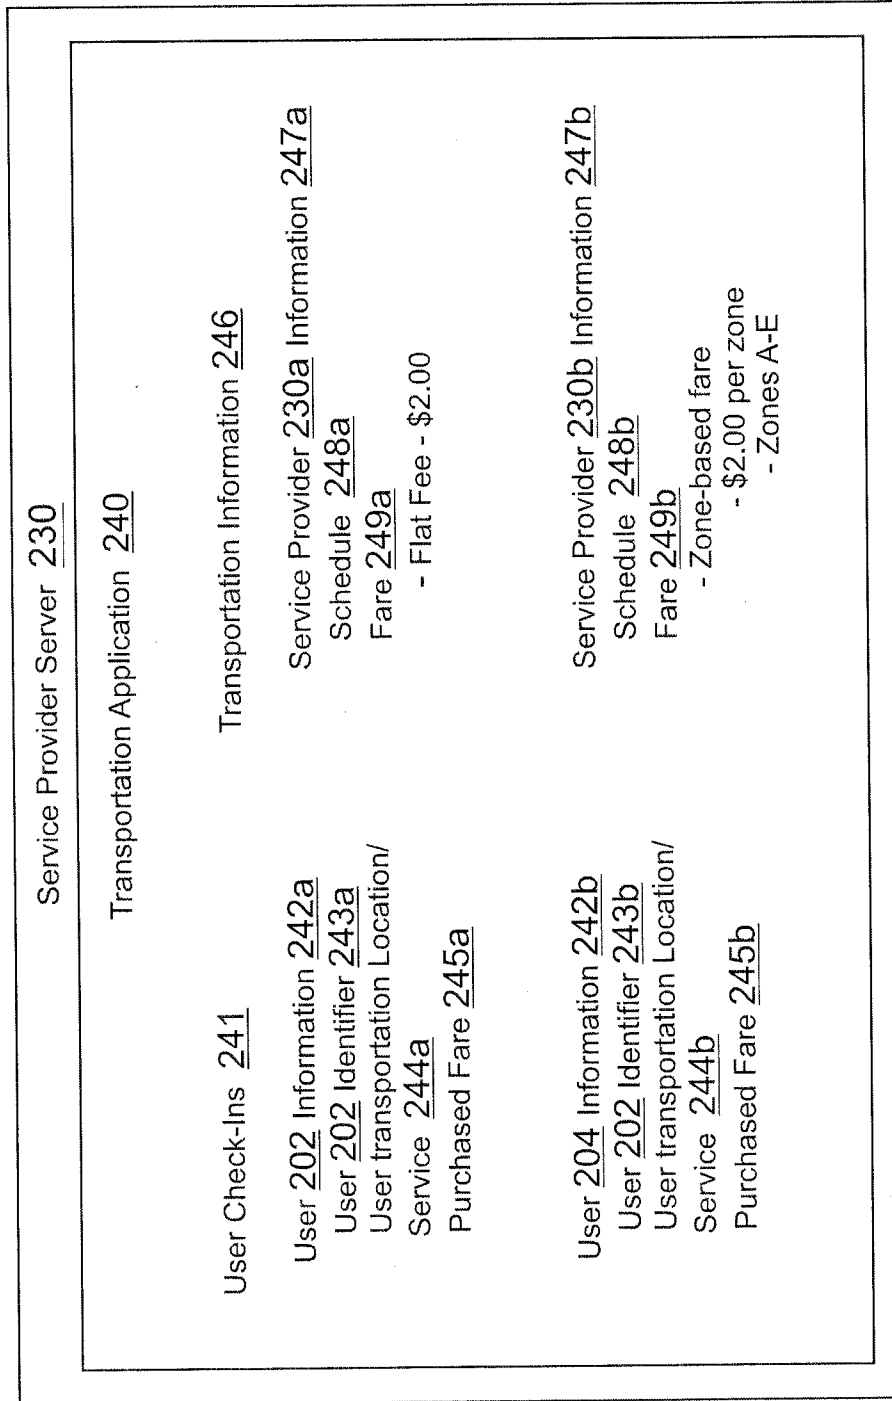 Service Provider Server 230
Transportation Application 240
User Check-Ins 241
User 202 Information 242a
User 202 Identifier 243a
User transportation Location/
Service 244a
Purchased Fare 245a
User 204 Information 242b
User 202 Identifier 243b
User transportation Location/
Service 244b
Purchased Fare 245b
Transportation Information 246
Service Provider 230a Information 247a
Schedule 248a
Fare 249a
- Flat Fee - $2.00
Service Provider 230b Information 247b
Schedule 248b
Fare 249b
- Zone-based fare
- $2.00 per zone
- Zones A-E